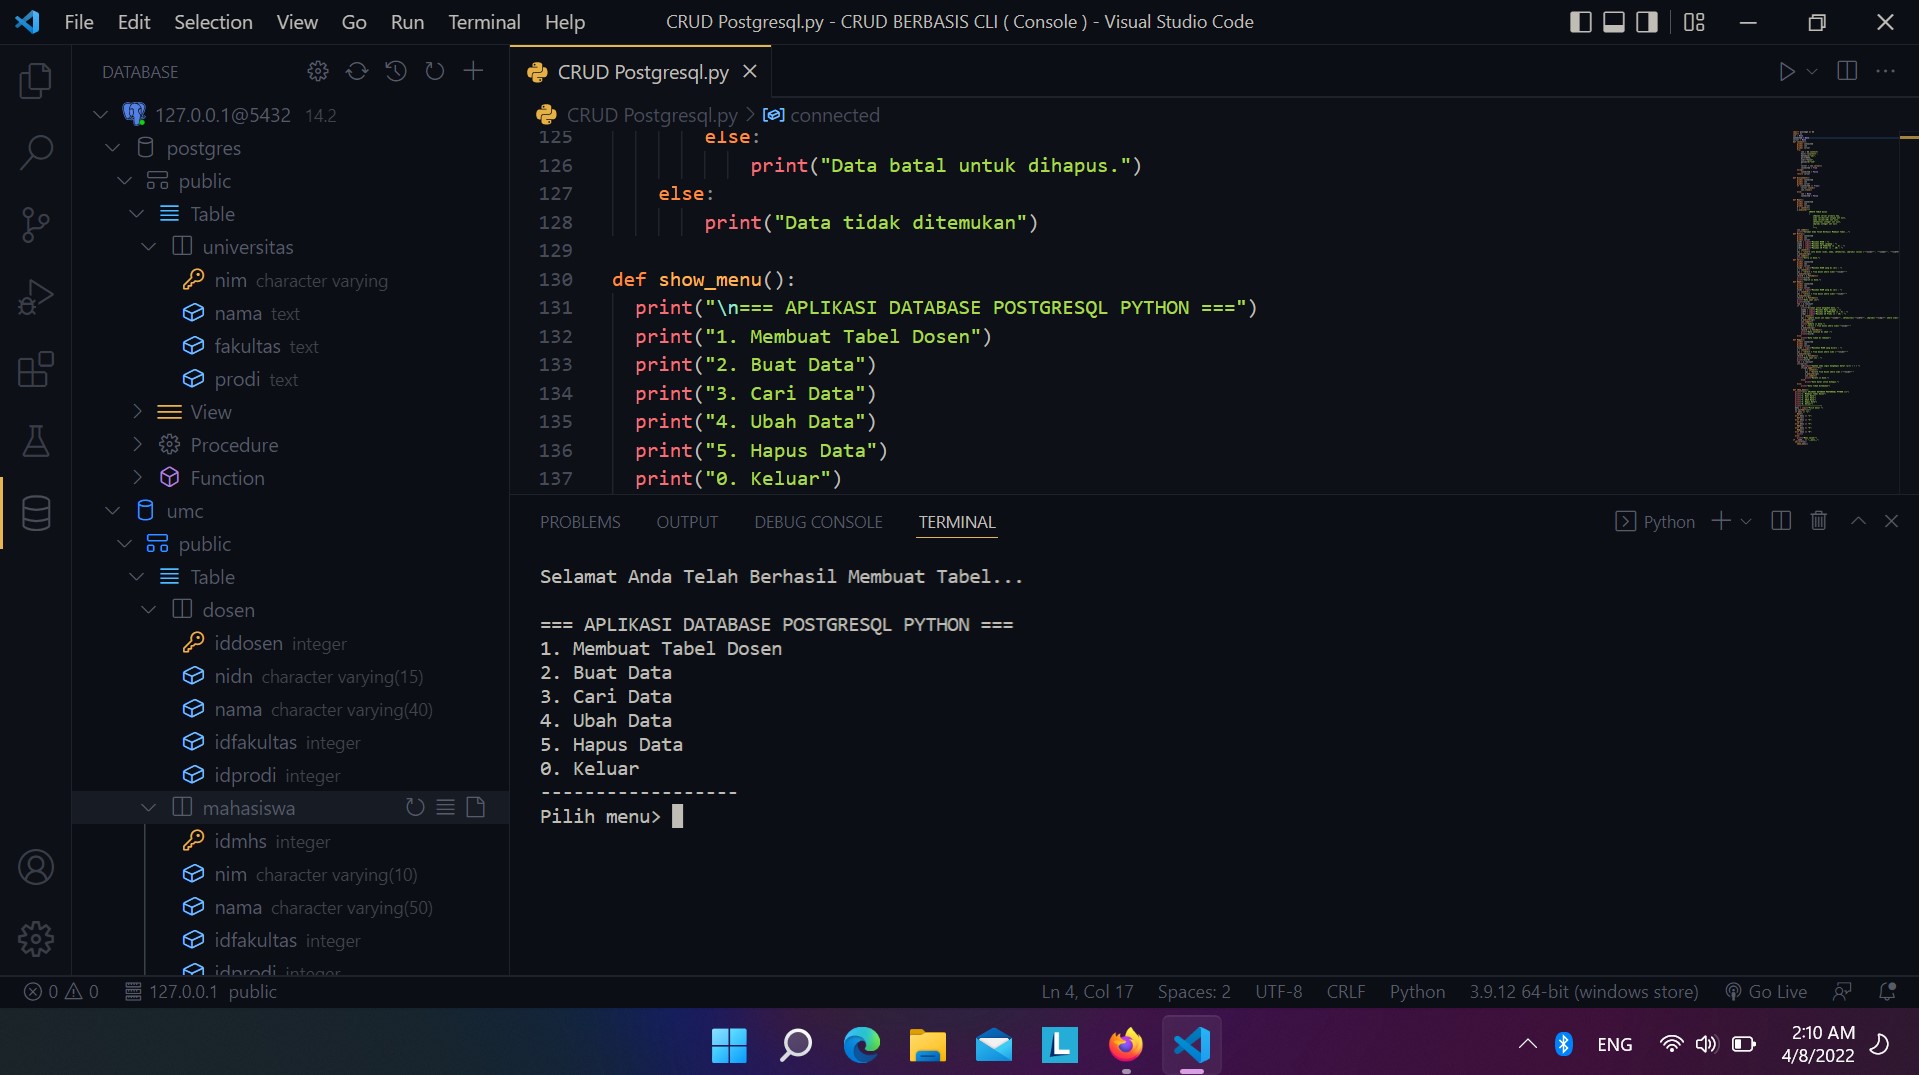 File Edit Selection View Go Run Terminal Help
CRUD Postgresql.py - CRUD BERBASIS CLI ( Console ) - Visual Studio Code
DATABASE
127.0.0.1@5432 14.2
postgres
public
Table
universitas
nim character varying
nama text
fakultas text
prodi text
View
Procedure
Function
umc
public
Table
dosen
iddosen integer
nidn character varying(15)
nama character varying(40)
idfakultas integer
idprodi integer
mahasiswa
idmhs integer
nim character varying(10)
nama character varying(50)
idfakultas integer
idprodi integer
CRUD Postgresql.py
CRUD Postgresql.py > connected
125 else:
126 print("Data batal untuk dihapus.")
127 else:
128 print("Data tidak ditemukan")
129
130 def show_menu():
131 print("\n=== APLIKASI DATABASE POSTGRESQL PYTHON ===")
132 print("1. Membuat Tabel Dosen")
133 print("2. Buat Data")
134 print("3. Cari Data")
135 print("4. Ubah Data")
136 print("5. Hapus Data")
137 print("0. Keluar")
PROBLEMS OUTPUT DEBUG CONSOLE TERMINAL
Python
Selamat Anda Telah Berhasil Membuat Tabel...
=== APLIKASI DATABASE POSTGRESQL PYTHON ===
1. Membuat Tabel Dosen
2. Buat Data
3. Cari Data
4. Ubah Data
5. Hapus Data
0. Keluar
------------------
Pilih menu>
0 0 127.0.0.1 public
Ln 4, Col 17 Spaces: 2 UTF-8 CRLF Python 3.9.12 64-bit (windows store) Go Live
L
ENG
2:10 AM
4/8/2022